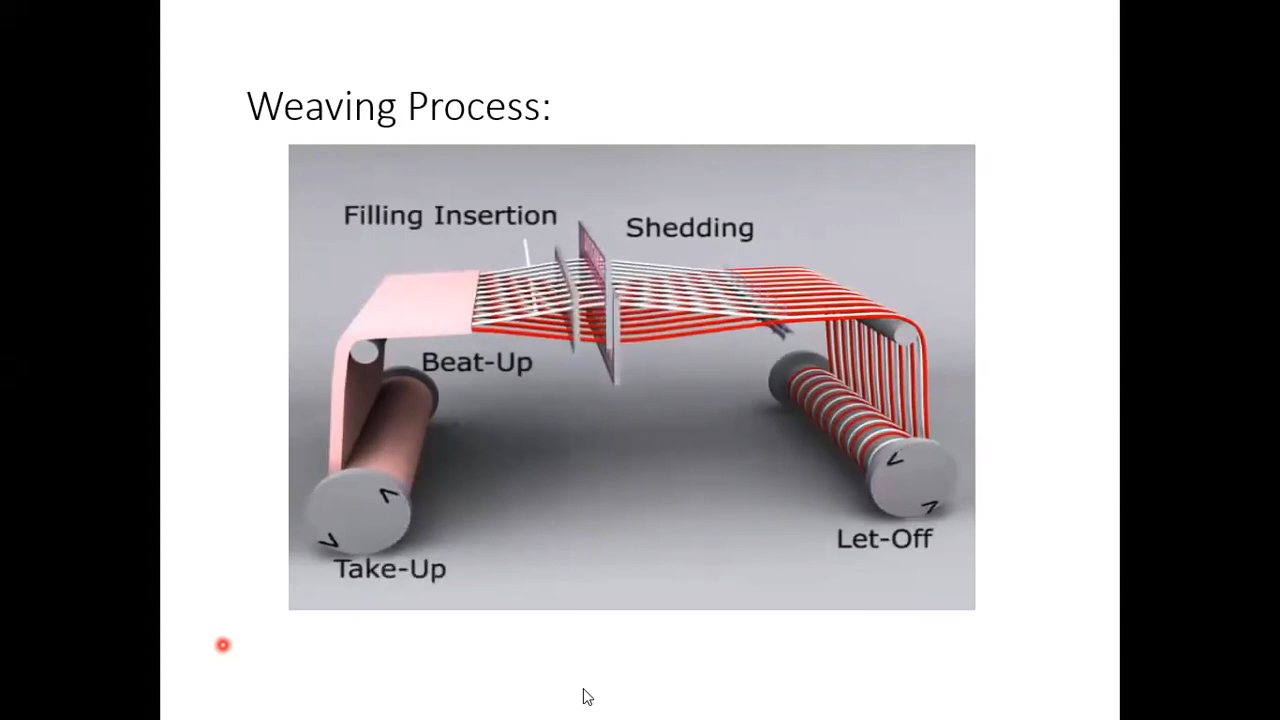 Weaving Process:
Filling Insertion
Shedding
Beat-Up
Let-Off
Take-Up